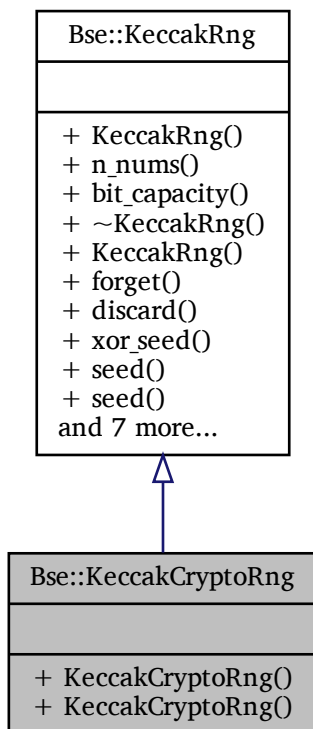 Bse::KeccakRng
+ KeccakRng()
+ n_nums()
+ bit_capacity()
+ ~KeccakRng()
+ KeccakRng()
+ forget()
+ discard()
+ xor_seed()
+ seed()
+ seed()
and 7 more...
Bse::KeccakCryptoRng
+ KeccakCryptoRng()
+ KeccakCryptoRng()